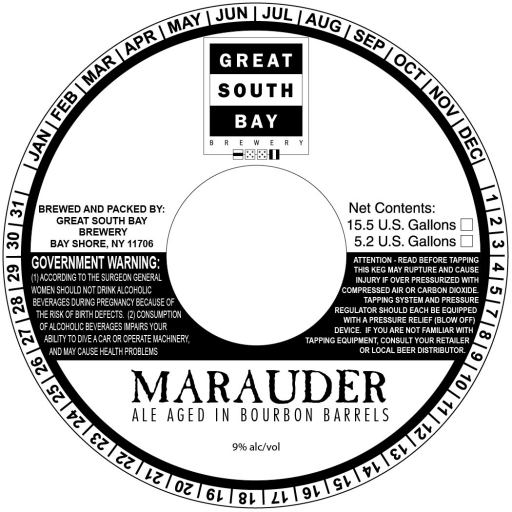 JAN | FEB | MAR | APR | MAY | JUN | JUL | AUG | SEP | OCT | NOV | DEC
| 1 | 2 | 3 | 4 | 5 | 6 | 7 | 8 | 9 | 10 | 11 | 12 | 13 | 14 | 15 | 16 | 17 | 18 | 19 | 20 | 21 | 22 | 23 | 24 | 25 | 26 | 27 | 28 | 29 | 30 | 31 |
GREAT
SOUTH
BAY
BREWERY
BREWED AND PACKED BY:
GREAT SOUTH BAY
BREWERY
BAY SHORE, NY 11706
Net Contents:
15.5 U.S. Gallons
5.2 U.S. Gallons
GOVERNMENT WARNING:
(1) ACCORDING TO THE SURGEON GENERAL
WOMEN SHOULD NOT DRINK ALCOHOLIC
BEVERAGES DURING PREGNANCY BECAUSE OF
THE RISK OF BIRTH DEFECTS. (2) CONSUMPTION
OF ALCOHOLIC BEVERAGES IMPAIRS YOUR
ABILITY TO DIVE A CAR OR OPERATE MACHINERY,
AND MAY CAUSE HEALTH PROBLEMS
ATTENTION - READ BEFORE TAPPING
THIS KEG MAY RUPTURE AND CAUSE
INJURY IF OVER PRESSURIZED WITH
COMPRESSED AIR OR CARBON DIOXIDE.
TAPPING SYSTEM AND PRESSURE
REGULATOR SHOULD EACH BE EQUIPPED
WITH A PRESSURE RELIEF (BLOW OFF)
DEVICE. IF YOU ARE NOT FAMILIAR WITH
TAPPING EQUIPMENT, CONSULT YOUR RETAILER
OR LOCAL BEER DISTRIBUTOR.
MARAUDER
ALE AGED IN BOURBON BARRELS
9% alc/vol